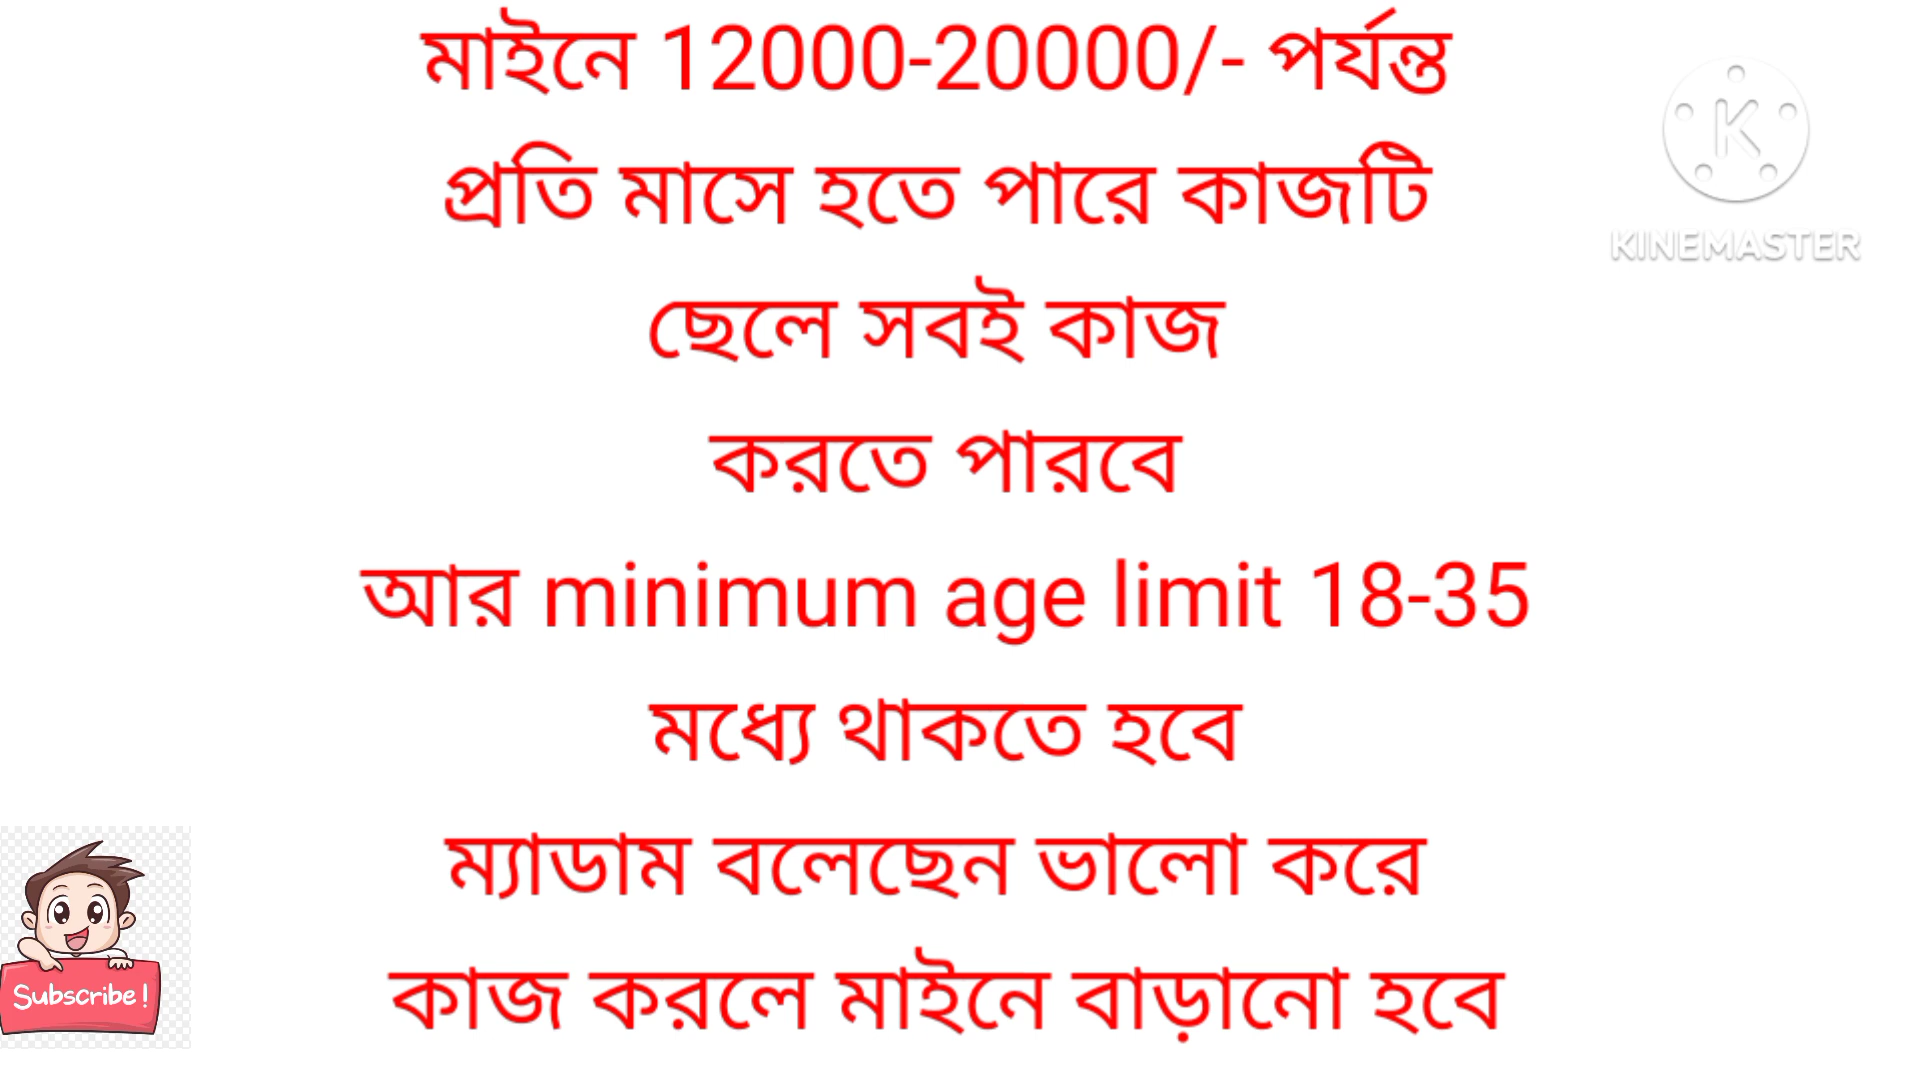 মাইনে 12000-20000/- পর্যন্ত
প্রতি মাসে হতে পারে কাজটি
ছেলে সবই কাজ
করতে পারবে
আর minimum age limit 18-35
মধ্যে থাকতে হবে
ম্যাডাম বলেছেন ভালো করে
কাজ করলে মাইনে বাড়ানো হবে
K
KINEMASTER
Subscribe!